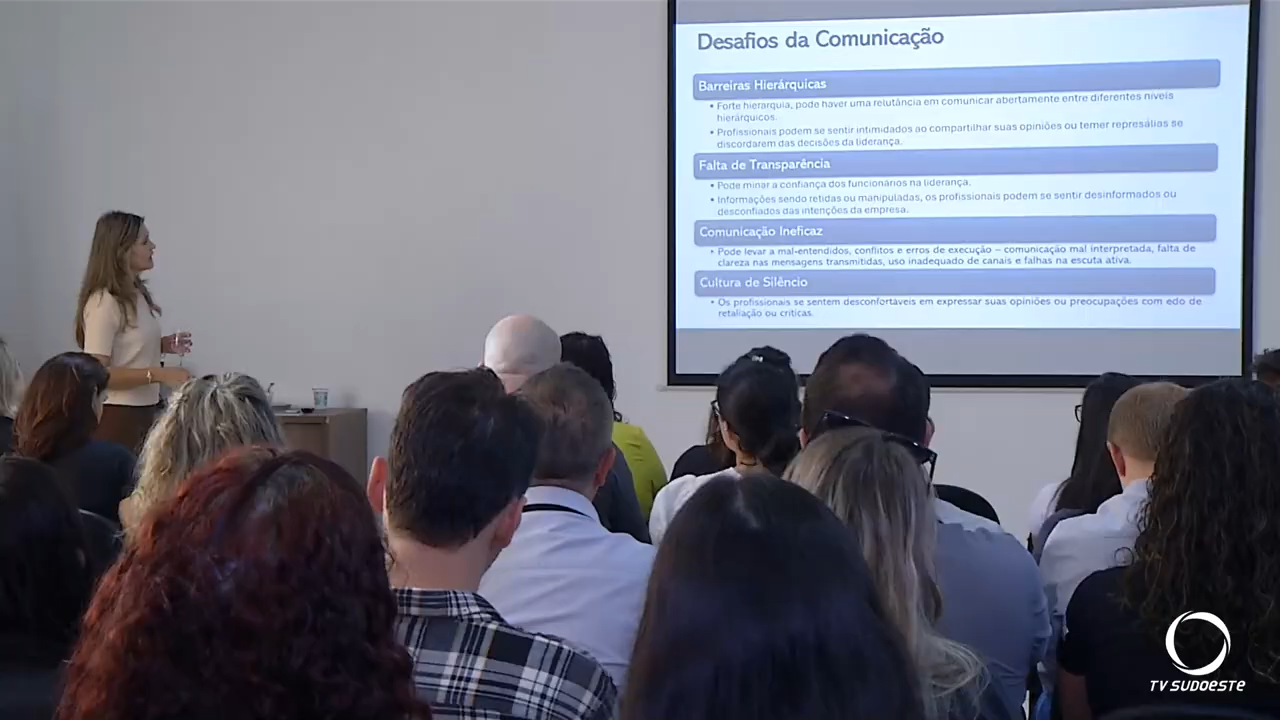 Desafios da Comunicação
Barreiras Hierárquicas
• Forte hierarquia, pode haver uma relutância em comunicar abertamente entre diferentes níveis
hierárquicos.
• Profissionais podem se sentir intimidados ao compartilhar suas opiniões ou temer represálias se
discordarem das decisões da liderança.
Falta de Transparência
• Pode minar a confiança dos funcionários na liderança.
• Informações sendo retidas ou manipuladas, os profissionais podem se sentir desinformados ou
desconfiados das intenções da empresa.
Comunicação Ineficaz
• Pode levar a mal-entendidos, conflitos e erros de execução – comunicação mal interpretada, falta de
clareza nas mensagens transmitidas, uso inadequado de canais e falhas na escuta ativa.
Cultura de Silêncio
• Os profissionais se sentem desconfortáveis em expressar suas opiniões ou preocupações com edo de
retaliação ou críticas.
TV SUDOESTE